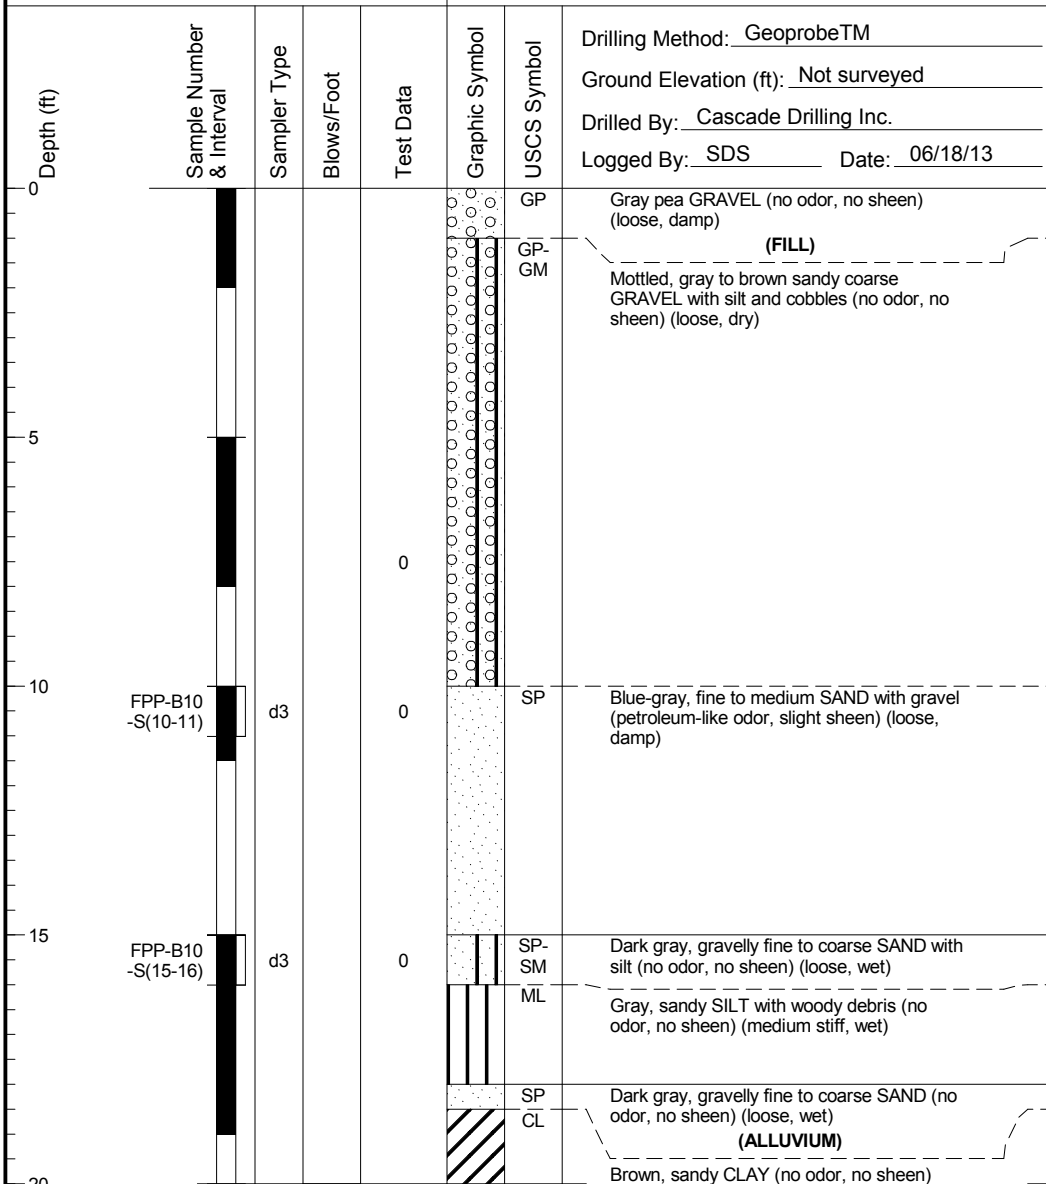 Depth (ft)
Sample Number
& Interval
Sampler Type
Blows/Foot
Test Data
Graphic Symbol
USCS Symbol
Drilling Method: GeoprobeTM
Ground Elevation (ft): Not surveyed
Drilled By: Cascade Drilling Inc.
Logged By: SDS Date: 06/18/13
0
GP
Gray pea GRAVEL (no odor, no sheen)
(loose, damp)
(FILL)
GP-
GM
Mottled, gray to brown sandy coarse
GRAVEL with silt and cobbles (no odor, no
sheen) (loose, dry)
5
0
10
FPP-B10
-S(10-11)
d3
0
SP
Blue-gray, fine to medium SAND with gravel
(petroleum-like odor, slight sheen) (loose,
damp)
15
FPP-B10
-S(15-16)
d3
0
SP-
SM
Dark gray, gravelly fine to coarse SAND with
silt (no odor, no sheen) (loose, wet)
ML
Gray, sandy SILT with woody debris (no
odor, no sheen) (medium stiff, wet)
SP
Dark gray, gravelly fine to coarse SAND (no
odor, no sheen) (loose, wet)
(ALLUVIUM)
CL
Brown, sandy CLAY (no odor, no sheen)
20